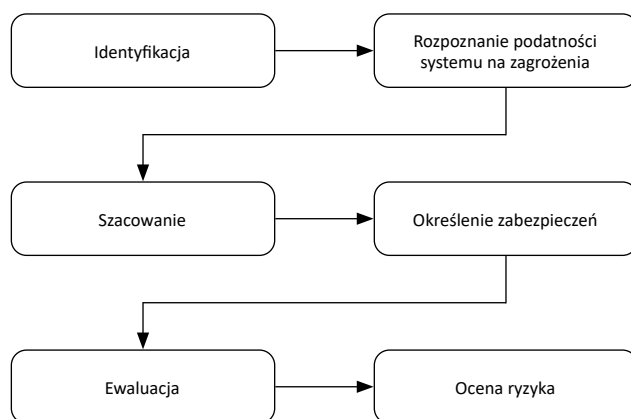 Identyfikacja
Rozpoznanie podatności
systemu na zagrożenia
Szacowanie
Określenie zabezpieczeń
Ewaluacja
Ocena ryzyka